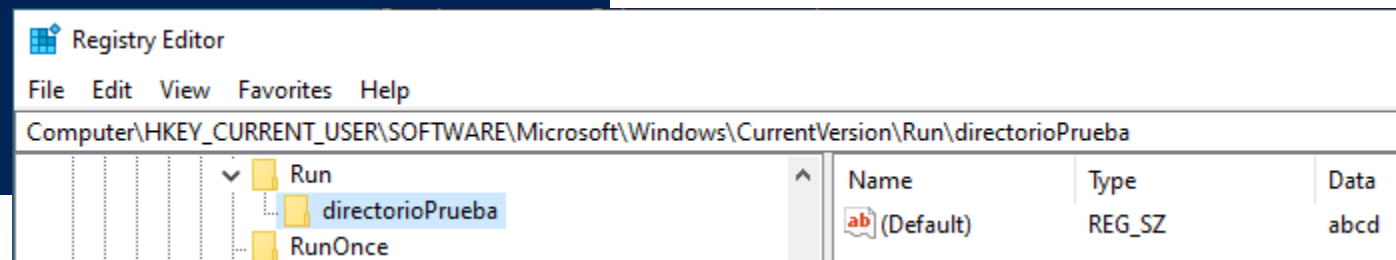 Registry Editor
File Edit View Favorites Help
Computer\HKEY_CURRENT_USER\SOFTWARE\Microsoft\Windows\CurrentVersion\Run\directorioPrueba
Run
directorioPrueba
RunOnce
Name Type Data
ab (Default) REG_SZ abcd